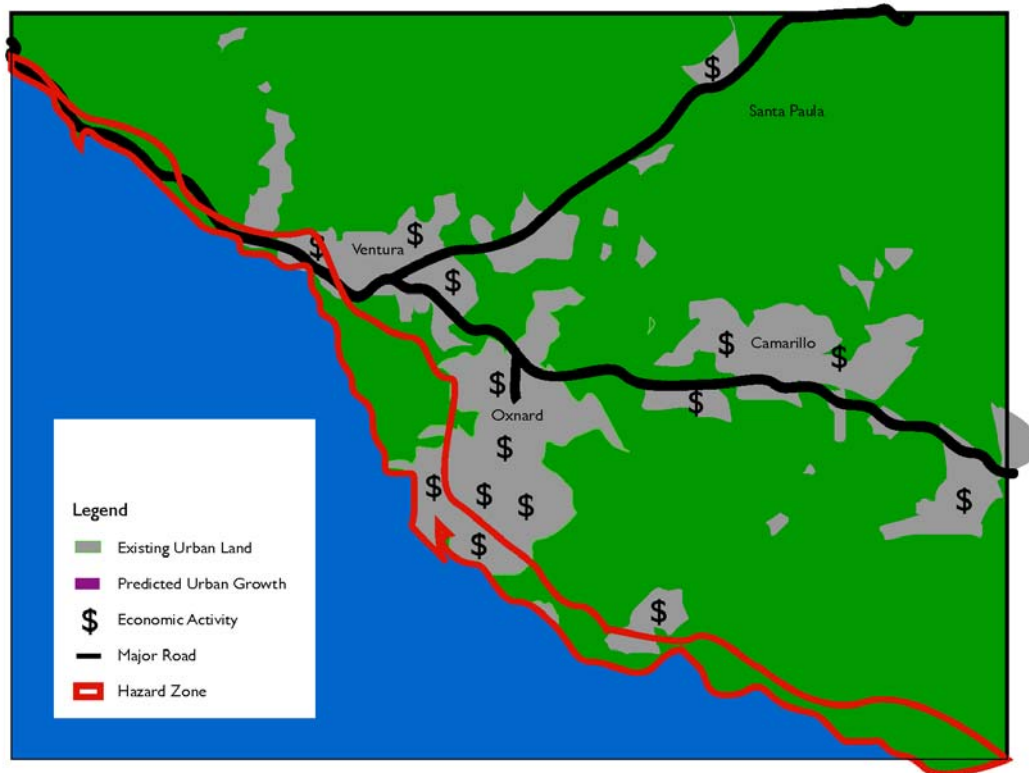 $
Santa Paula
$
Ventura
$
$
$
Camarillo
$
$
$
Oxnard
$
$
$
$
$
$
$
$
Legend
Existing Urban Land
Predicted Urban Growth
$ Economic Activity
Major Road
Hazard Zone